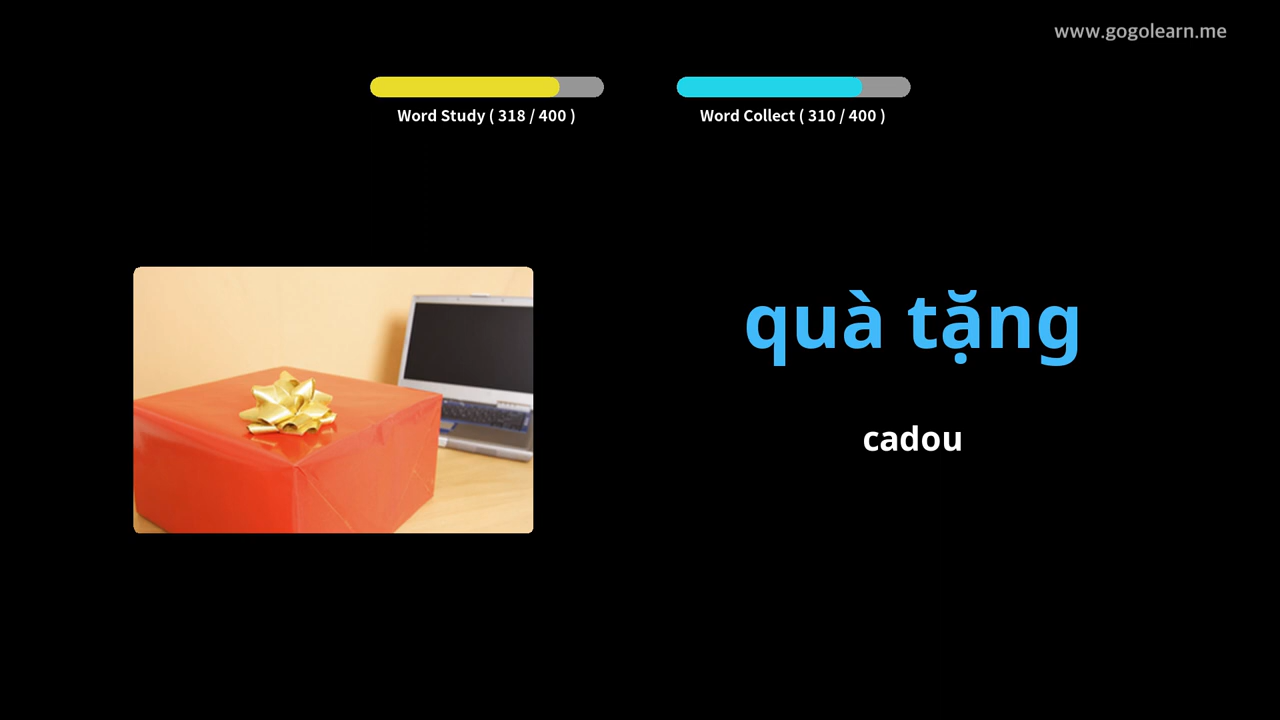 www.gogolearn.me
Word Study ( 318 / 400 )
Word Collect ( 310 / 400 )
quà tặng
cadou